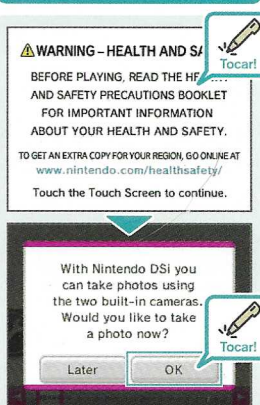 ⚠ WARNING – HEALTH AND SA
Tocar!
BEFORE PLAYING, READ THE
AND SAFETY PRECAUTIONS BOOKLET
FOR IMPORTANT INFORMATION
ABOUT YOUR HEALTH AND SAFETY.
TO GET AN EXTRA COPY FOR YOUR REGION, GO ONLINE AT
www.nintendo.com/healthsafety/
Touch the Touch Screen to continue.
With Nintendo DSi you
can take photos using
the two built-in cameras.
Would you like to take
a photo now?
Tocar!
Later OK